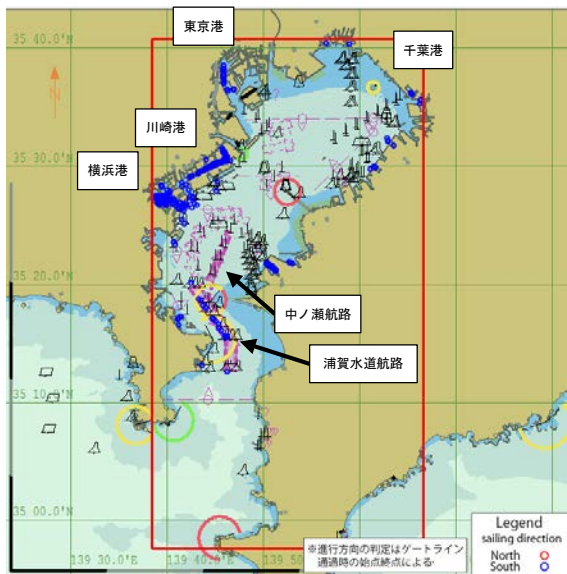 東京港
35 40.0'N
千葉港
N
川崎港
35 30.0'N
横浜港
35 20.0'N
中ノ瀬航路
浦賀水道航路
35 10.0'N
35 00.0'N
139 30.0'E
139 40.0'E
139 50.0'E
※進行方向の判定はゲートライン
通過時の始点終点による
Legend
sailing direction
North
South